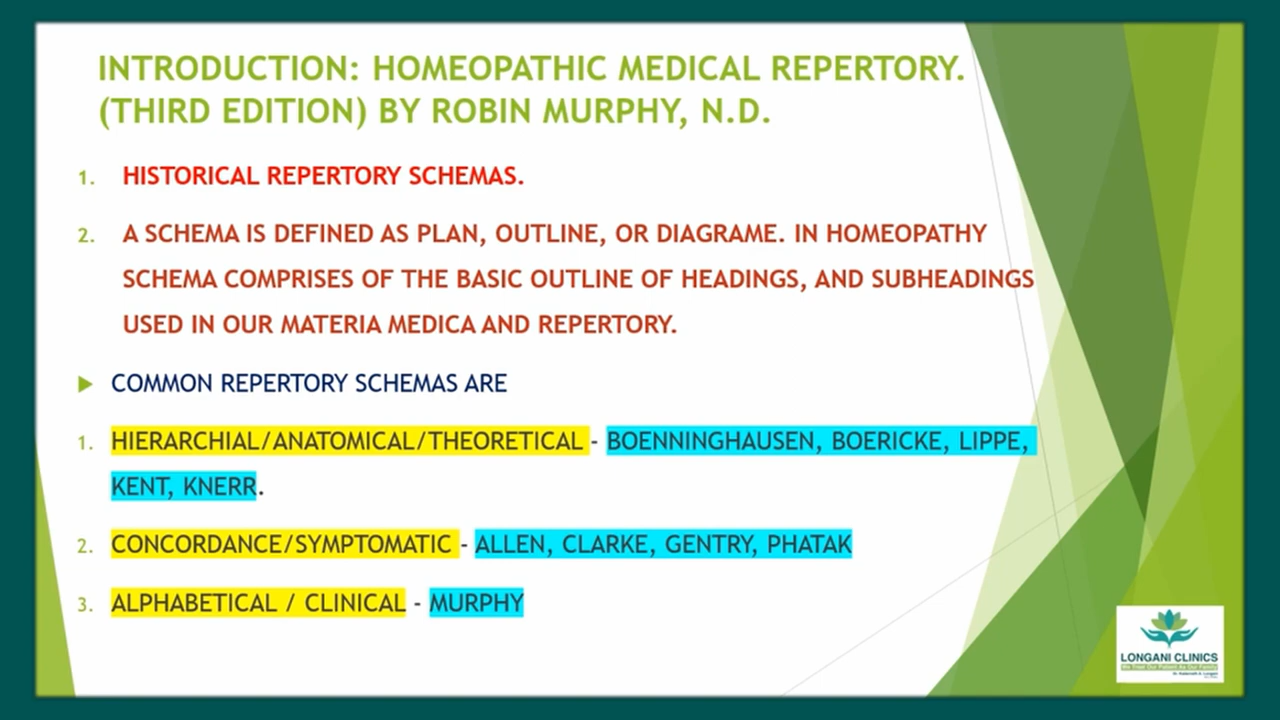 INTRODUCTION: HOMEOPATHIC MEDICAL REPERTORY.
(THIRD EDITION) BY ROBIN MURPHY, N.D.
1. HISTORICAL REPERTORY SCHEMAS.
2. A SCHEMA IS DEFINED AS PLAN, OUTLINE, OR DIAGRAME. IN HOMEOPATHY
SCHEMA COMPRISES OF THE BASIC OUTLINE OF HEADINGS, AND SUBHEADINGS
USED IN OUR MATERIA MEDICA AND REPERTORY.
COMMON REPERTORY SCHEMAS ARE
1. HIERARCHIAL/ANATOMICAL/THEORETICAL - BOENNINGHAUSEN, BOERICKE, LIPPE,
KENT, KNERR.
2. CONCORDANCE/SYMPTOMATIC - ALLEN, CLARKE, GENTRY, PHATAK
3. ALPHABETICAL / CLINICAL - MURPHY
LONGANI CLINICS
We Treat Our Patient As Our Family